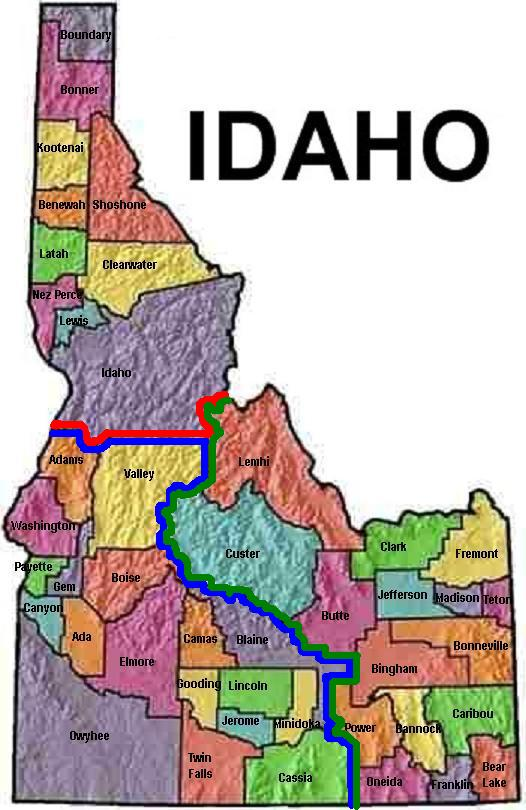 Boundary
Bonner
IDAHO
Kootenai
Benewah
Shoshone
Latah
Clearwater
Nez Perce
Lewis
Idaho
Adams
Valley
Lemhi
Washington
Custer
Clark
Fremont
Payette
Gem
Boise
Jefferson
Madison
Teton
Canyon
Ada
Camas
Blaine
Butte
Bonneville
Elmore
Bingham
Gooding
Lincoln
Caribou
Jerome
Minidoka
Power
Bannock
Owyhee
Twin
Falls
Cassia
Oneida
Franklin
Bear
Lake